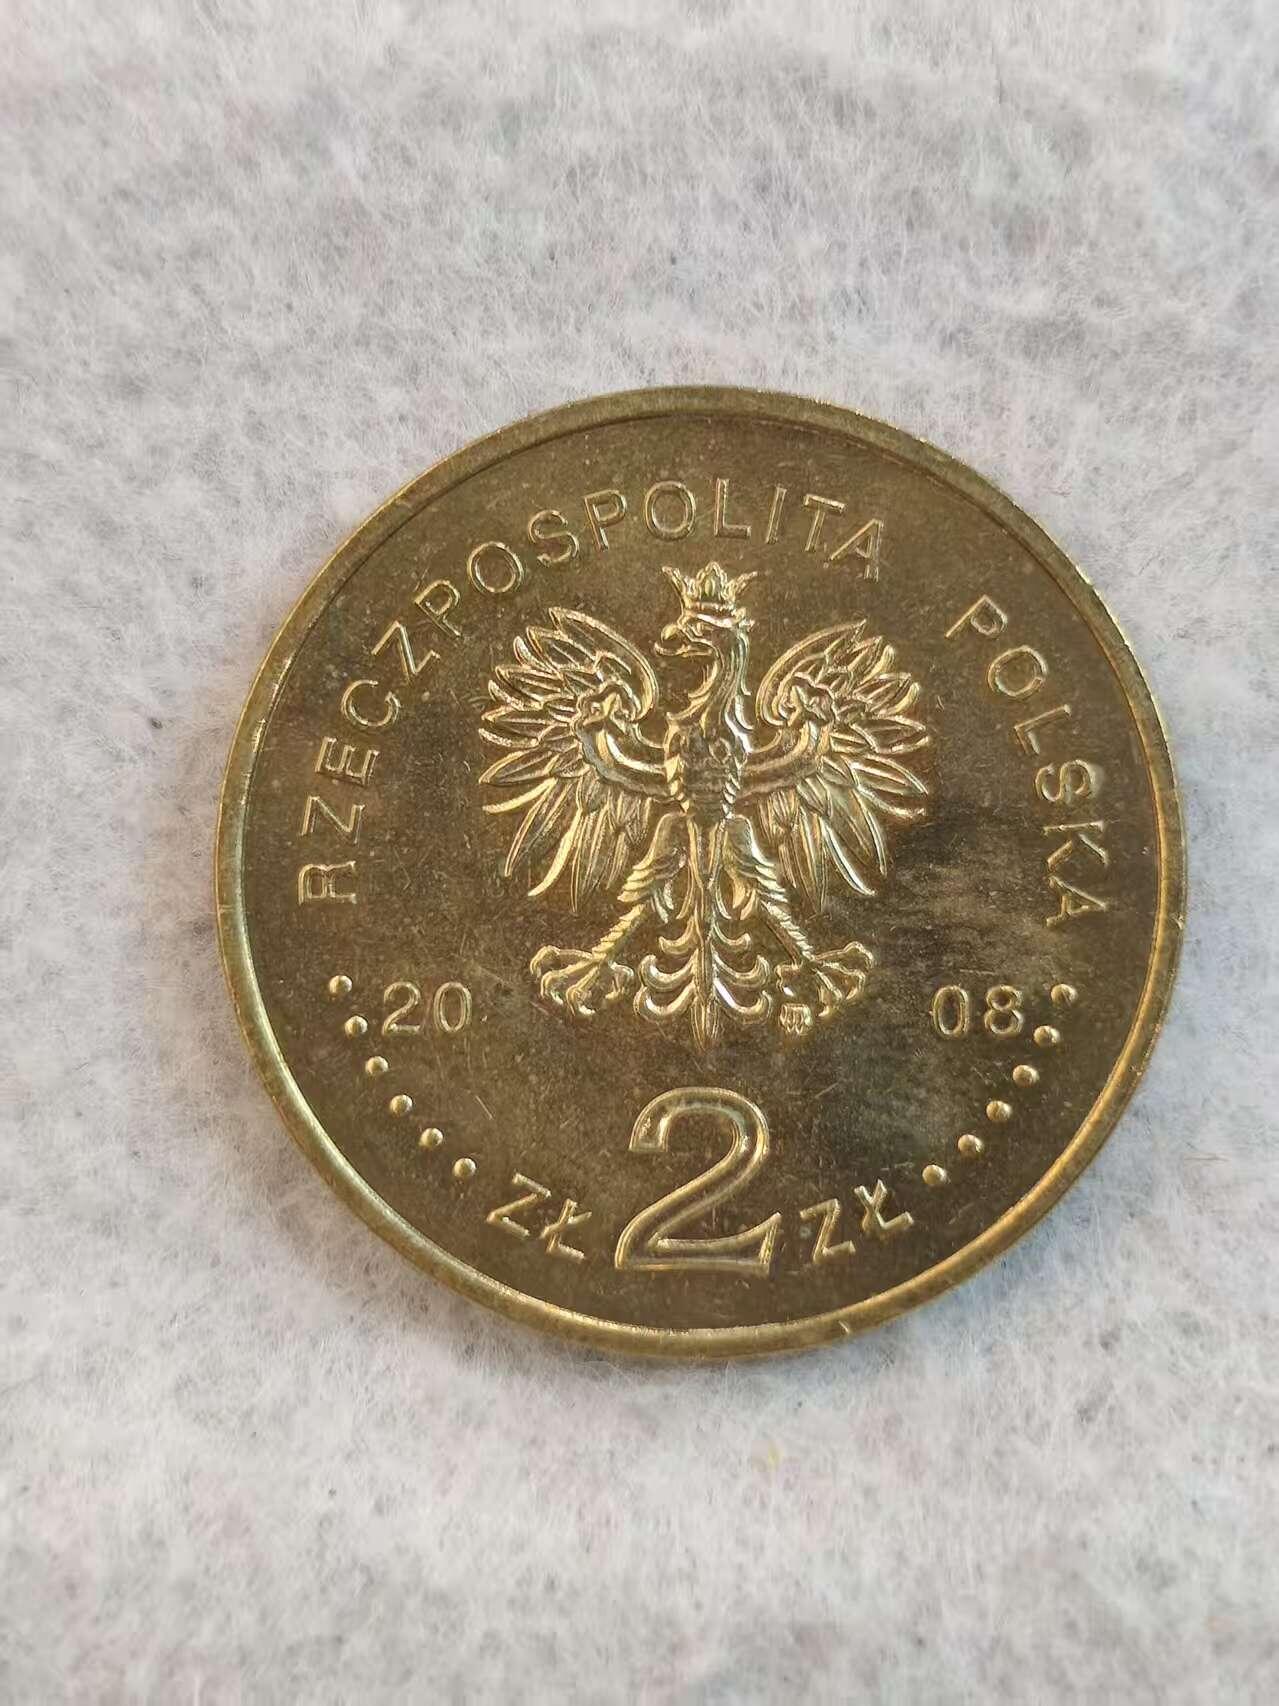 RZECZPOSPOLITA POLSKA
20 08
ZŁ 2 ZŁ